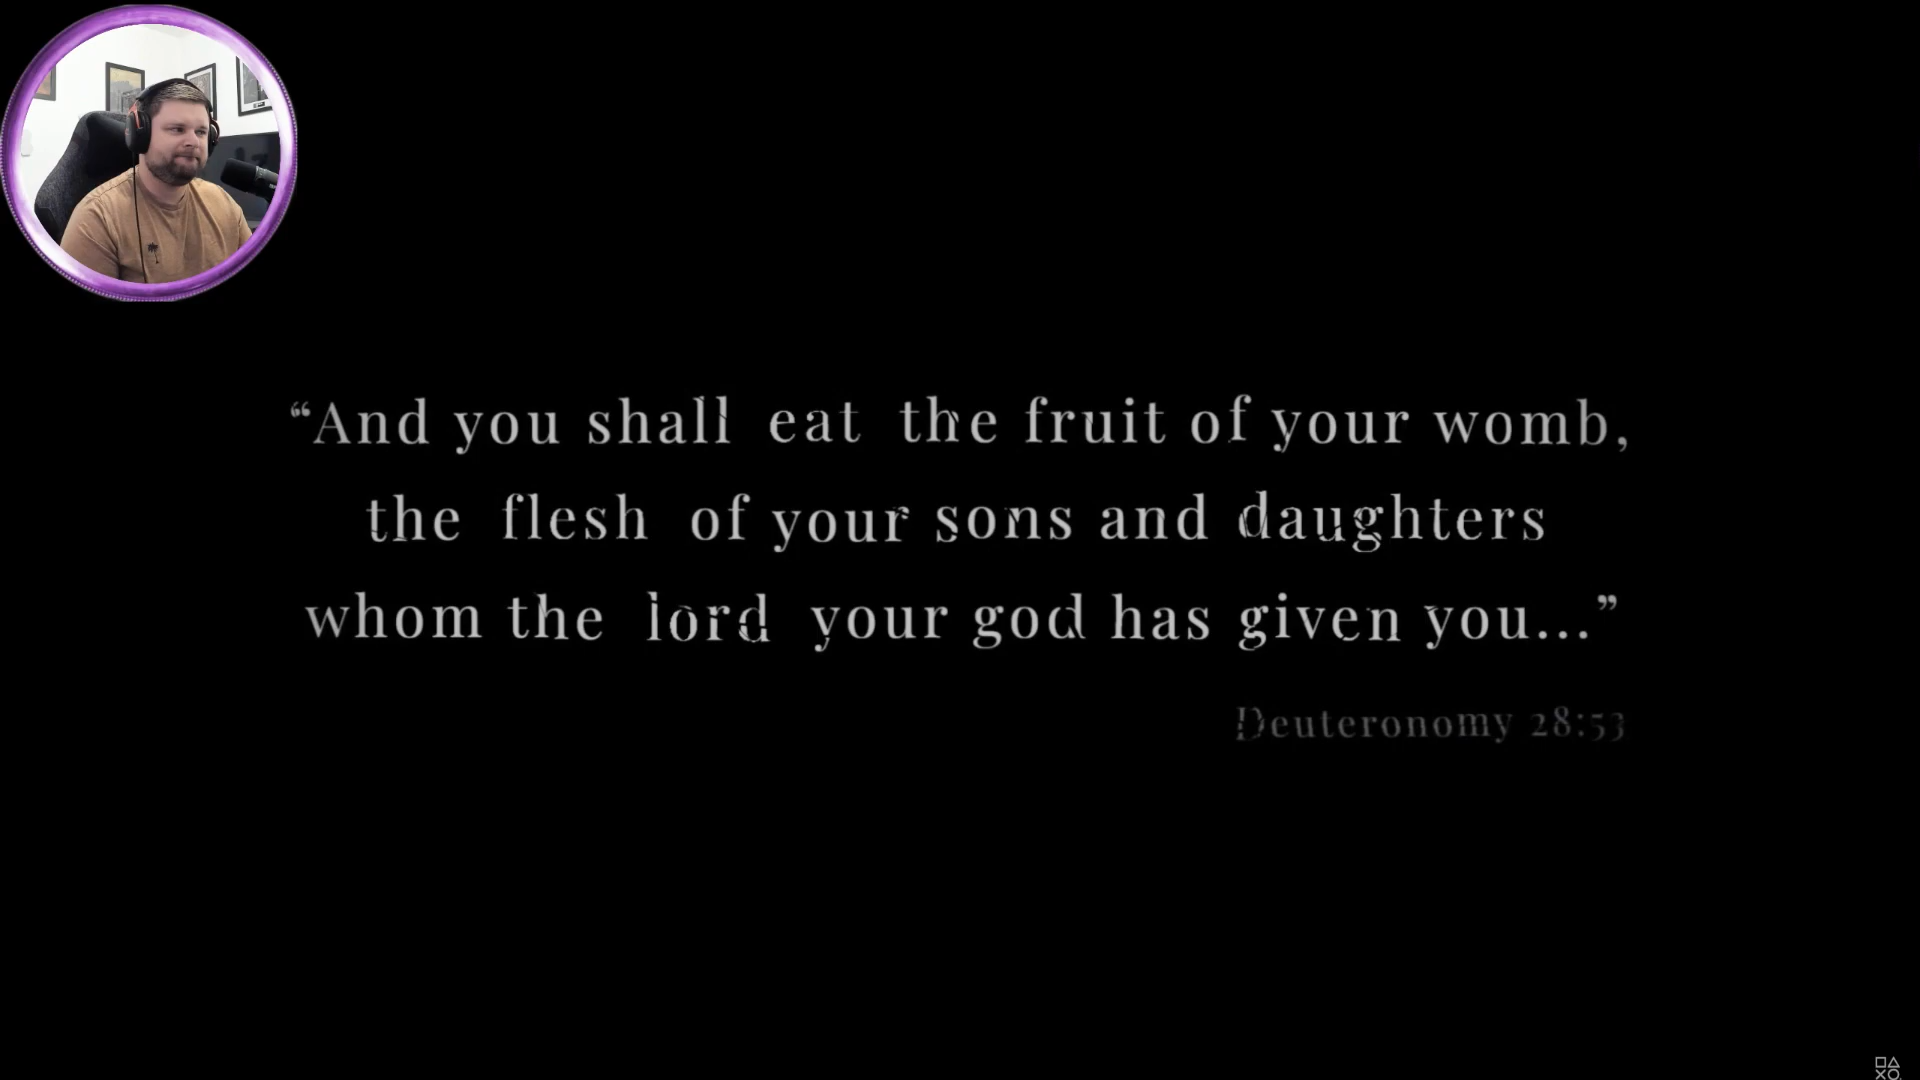 “And you shall eat the fruit of your womb,
the flesh of your sons and daughters
whom the lord your god has given you...”
Deuteronomy 28:53